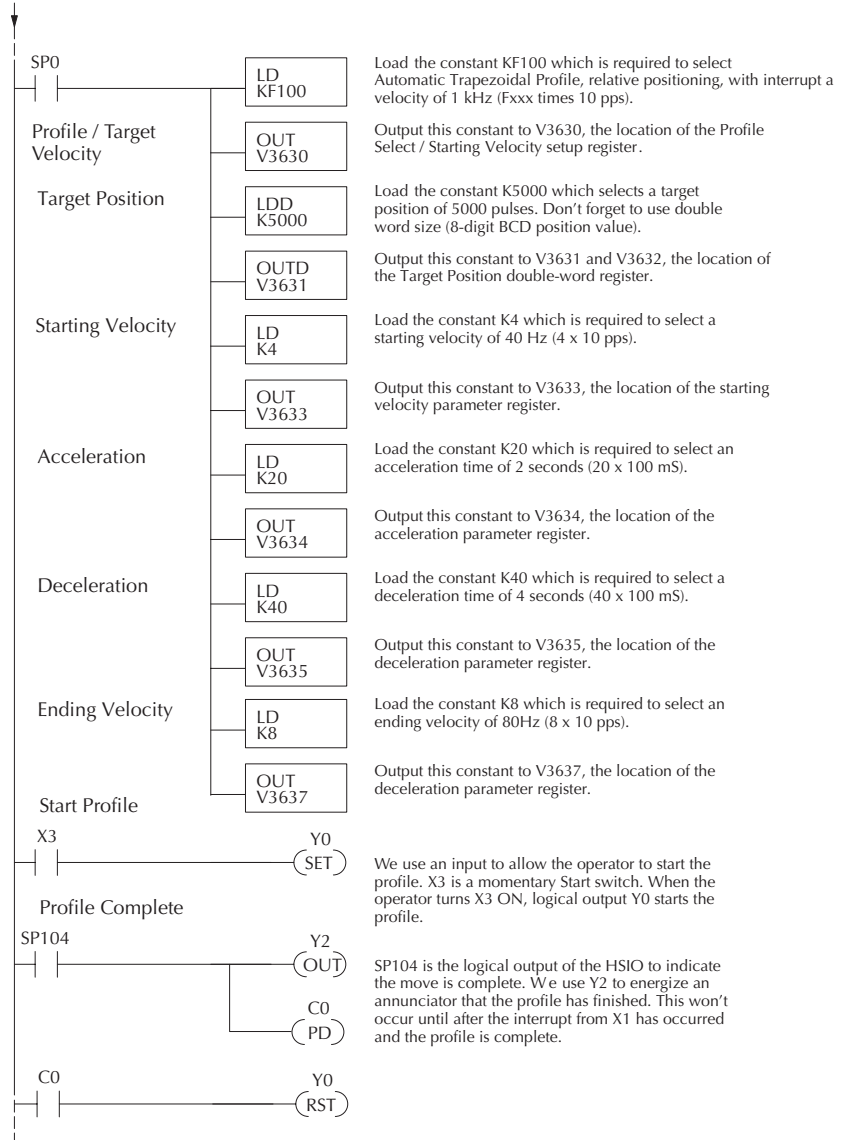 SP0
LD
KF100
Load the constant KF100 which is required to select
Automatic Trapezoidal Profile, relative positioning, with interrupt a
velocity of 1 kHz (Fxxx times 10 pps).
Profile / Target
Velocity
OUT
V3630
Output this constant to V3630, the location of the Profile
Select / Starting Velocity setup register.
Target Position
LDD
K5000
Load the constant K5000 which selects a target
position of 5000 pulses. Don’t forget to use double
word size (8-digit BCD position value).
OUTD
V3631
Output this constant to V3631 and V3632, the location of
the Target Position double-word register.
Starting Velocity
LD
K4
Load the constant K4 which is required to select a
starting velocity of 40 Hz (4 x 10 pps).
OUT
V3633
Output this constant to V3633, the location of the starting
velocity parameter register.
Acceleration
LD
K20
Load the constant K20 which is required to select an
acceleration time of 2 seconds (20 x 100 mS).
OUT
V3634
Output this constant to V3634, the location of the
acceleration parameter register.
Deceleration
LD
K40
Load the constant K40 which is required to select a
deceleration time of 4 seconds (40 x 100 mS).
OUT
V3635
Output this constant to V3635, the location of the
deceleration parameter register.
Ending Velocity
LD
K8
Load the constant K8 which is required to select an
ending velocity of 80Hz (8 x 10 pps).
OUT
V3637
Output this constant to V3637, the location of the
deceleration parameter register.
Start Profile
X3
Y0
SET
We use an input to allow the operator to start the
profile. X3 is a momentary Start switch. When the
operator turns X3 ON, logical output Y0 starts the
profile.
Profile Complete
SP104
Y2
OUT
SP104 is the logical output of the HSIO to indicate
the move is complete. We use Y2 to energize an
annunciator that the profile has finished. This won’t
occur until after the interrupt from X1 has occurred
and the profile is complete.
C0
PD
C0
Y0
RST